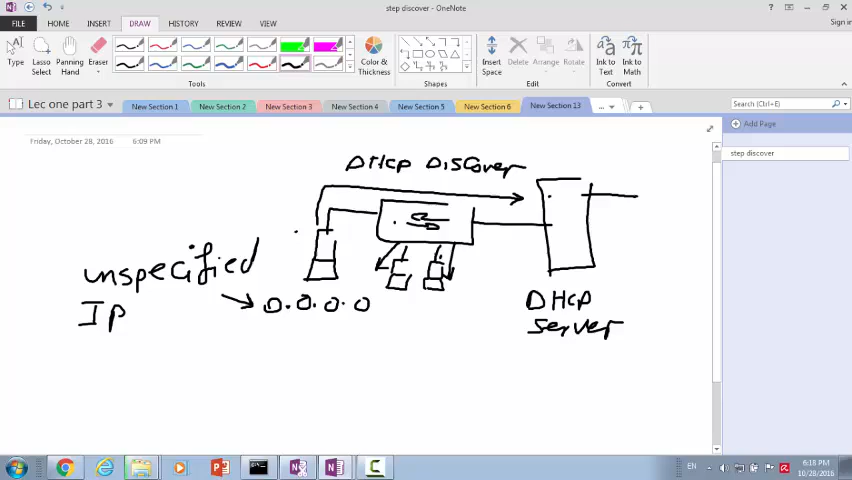 step discover - OneNote
FILE HOME INSERT DRAW HISTORY REVIEW VIEW Sign in
Type Lasso Select Panning Hand Eraser Color & Thickness Insert Space Delete Arrange Rotate Ink to Text Ink to Math
Tools Shapes Edit Convert
Lec one part 3 New Section 1 New Section 2 New Section 3 New Section 4 New Section 5 New Section 6 New Section 13 ... Search (Ctrl+E)
Add Page
step discover
Friday, October 28, 2016 6:09 PM
DHCP DISCover
unspecified
IP
0.0.0.0
DHCP
Server
EN 6:18 PM
10/28/2016